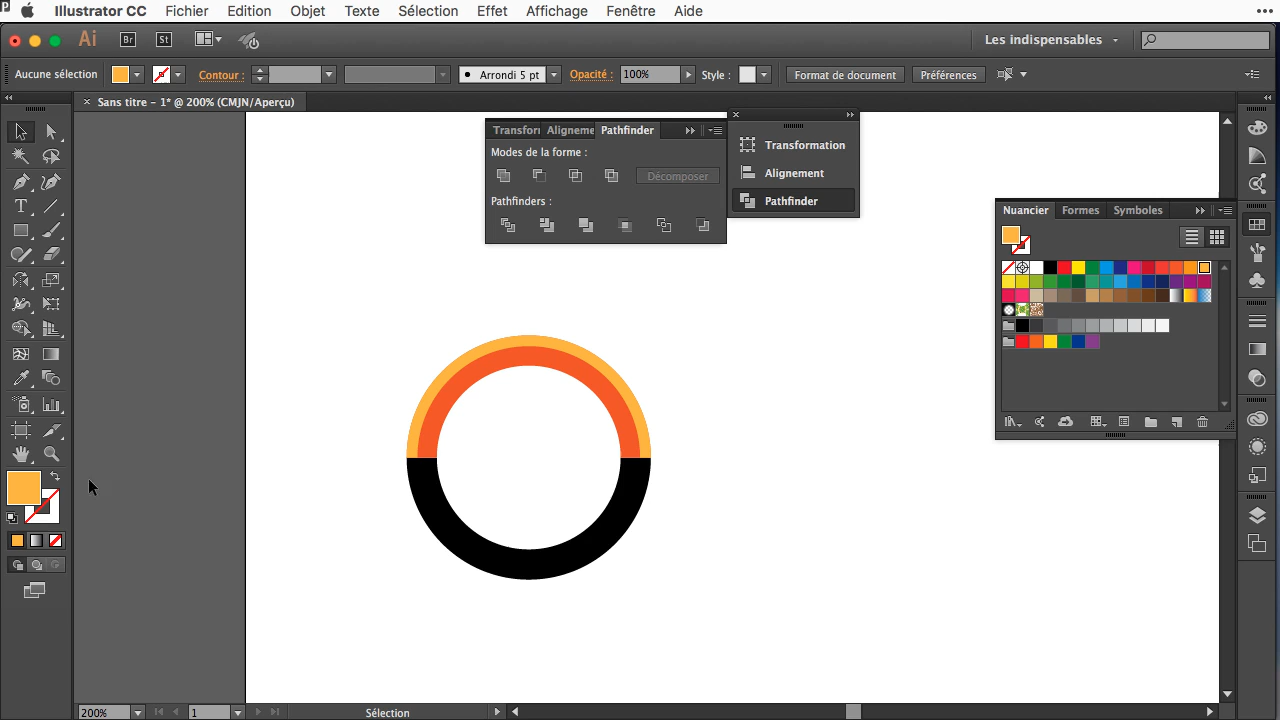 Illustrator CC Fichier Edition Objet Texte Sélection Effet Affichage Fenêtre Aide
Ai Br St Les indispensables
Aucune sélection Contour : Arrondi 5 pt Opacité : 100% Style : Format de document Préférences
Sans titre - 1* @ 200% (CMJN/Aperçu)
Transforn Aligneme Pathfinder
Modes de la forme :
Décomposer
Pathfinders :
Transformation
Alignement
Pathfinder
Nuancier Formes Symboles
200% 1 Sélection